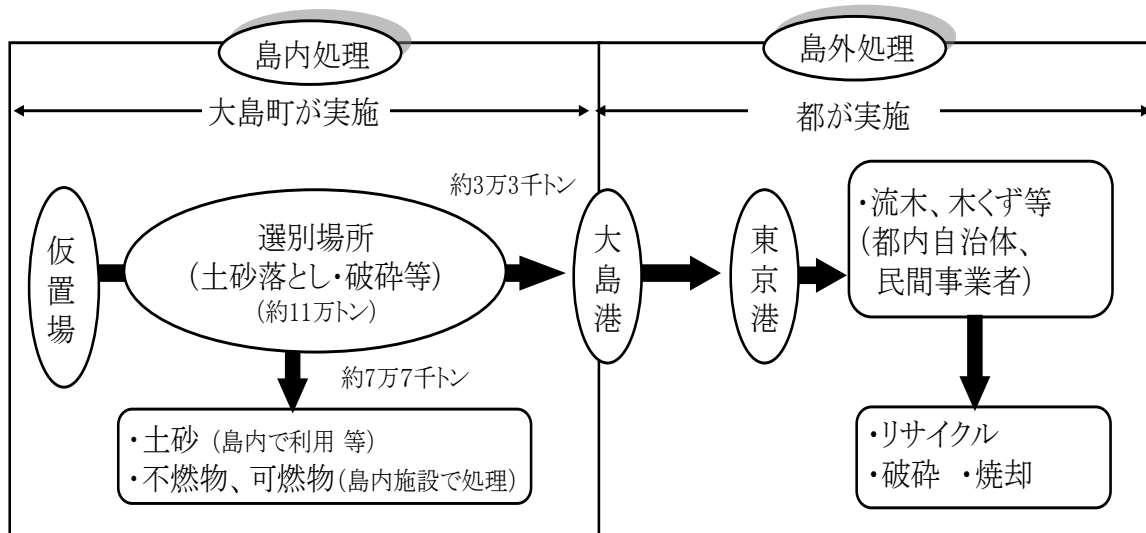 島内処理
島外処理
大島町が実施
都が実施
仮置場
選別場所
(土砂落とし・破砕等)
(約11万トン)
約3万3千トン
約7万7千トン
・土砂 (島内で利用 等)
・不燃物、可燃物(島内施設で処理)
大島港
東京港
・流木、木くず等
(都内自治体、
民間事業者)
・リサイクル
・破砕 ・焼却